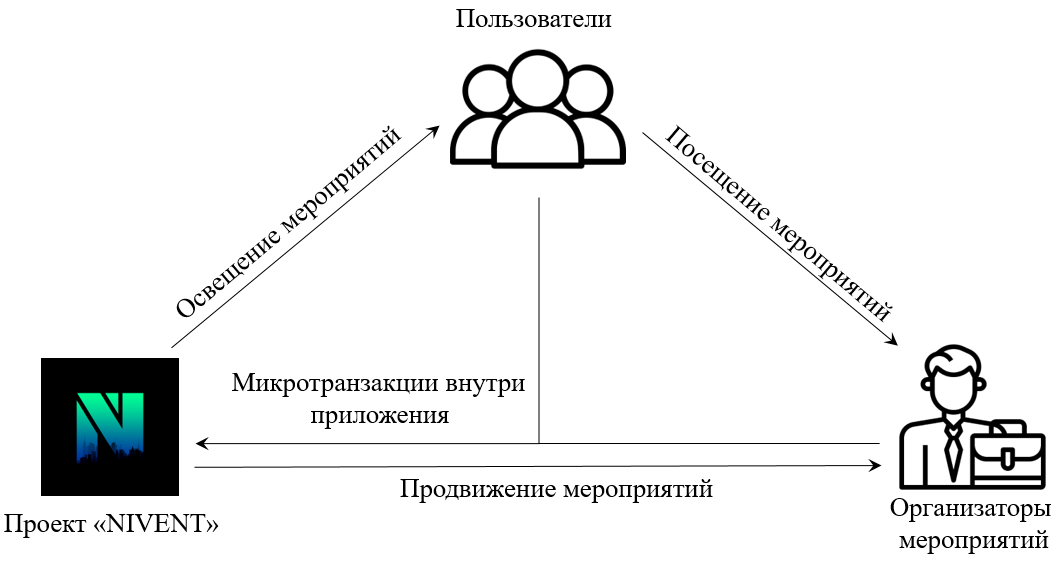 Пользователи
Освещение мероприятий
Посещение мероприятий
Микротранзакции внутри
приложения
Продвижение мероприятий
N
Проект «NIVENT»
Организаторы
мероприятий